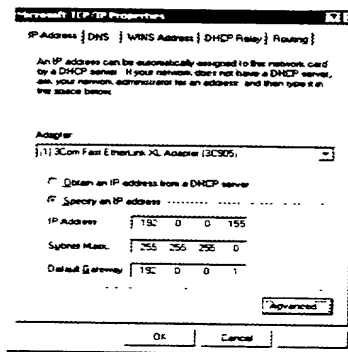 Microsoft TCP/IP Properties
IP Address DNS WINS Address DHCP Relay Routing
An IP address can be automatically assigned to this network card
by a DHCP server. If your network does not have a DHCP server,
ask your network administrator for an address, and then type it in
the space below.
Adapter
[1] 3Com Fast EtherLink XL Adapter (3C905)
Obtain an IP address from a DHCP server
Specify an IP address
IP Address 192 0 0 155
Subnet Mask 255 255 255 0
Default Gateway 192 0 0 1
Advanced
OK Cancel